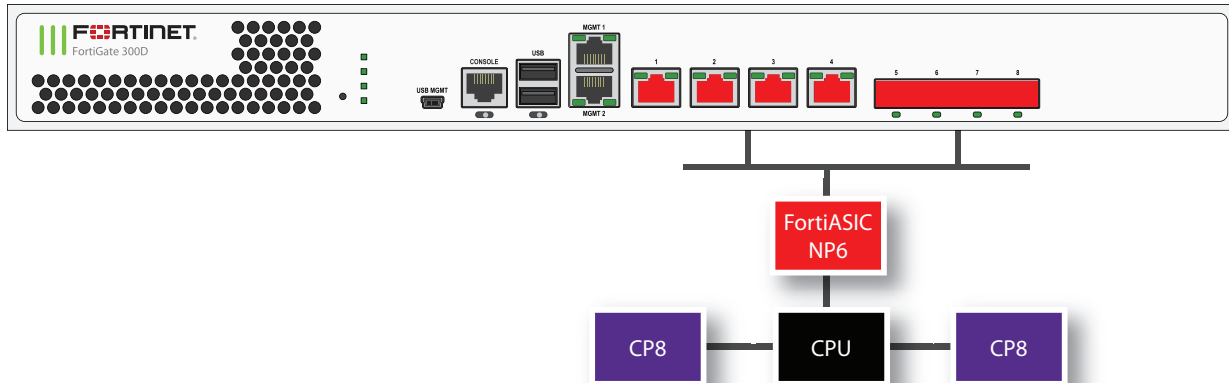 FORTINET.
FortiGate 300D
USB MGMT
CONSOLE
USB
MGMT 1
MGMT 2
1 2 3 4
5 6 7 8
FortiASIC
NP6
CP8 CPU CP8